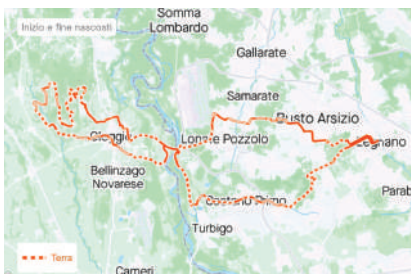 Inizio e fine nascosti
Somma
Lombardo
Gallarate
Samarate
Busto Arsizio
Legnano
Lonate Pozzolo
Oleggio
Bellinzago
Novarese
Castano Primo
Parab
Turbigo
Cameri
Terra